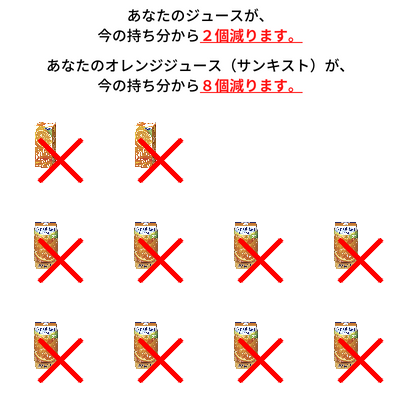 あなたのジュースが、
今の持ち分から２個減ります。
あなたのオレンジジュース（サンキスト）が、
今の持ち分から８個減ります。